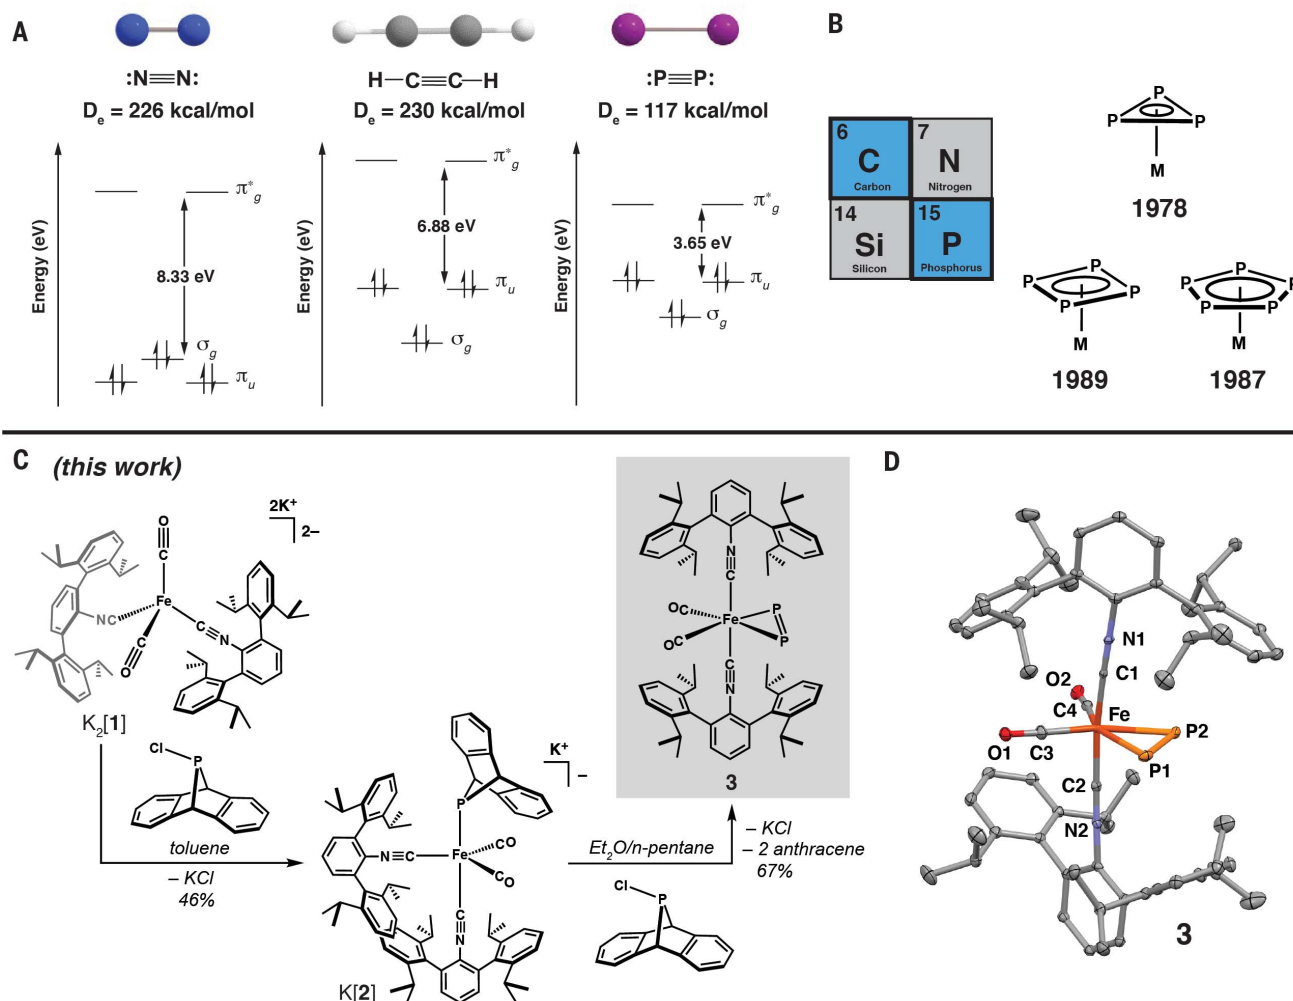 A
:N≡N:
H–C≡C–H
:P≡P:
Dₑ = 226 kcal/mol
Dₑ = 230 kcal/mol
Dₑ = 117 kcal/mol
Energy (eV)
π*g
8.33 eV
σg
πu
Energy (eV)
π*g
6.88 eV
πu
σg
Energy (eV)
π*g
3.65 eV
πu
σg
B
6
C
Carbon
7
N
Nitrogen
14
Si
Silicon
15
P
Phosphorus
P
P P
M
1978
P P
P P
M
1989
P P
P P
P
M
1987
C
(this work)
2K⁺
2–
O
C
Fe
NC
C≡N
C
O
K₂[1]
Cl
P
toluene
– KCl
46%
K⁺
–
P
N≡C
Fe
CO
CO
C
N
K[2]
Et₂O/n-pentane
Cl
P
– KCl
– 2 anthracene
67%
N
C
OC
OC
Fe
P
P
C
N
3
D
N1
C1
O2
C4
Fe
O1
C3
P2
P1
C2
N2
3